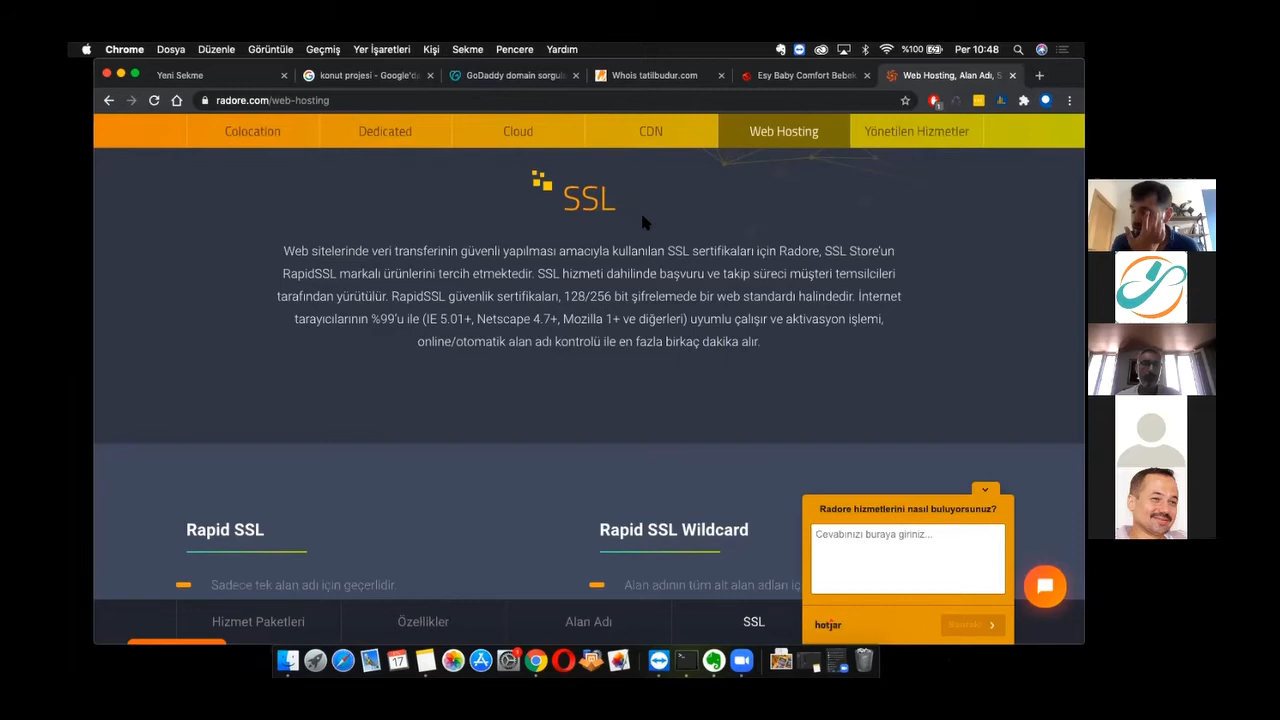 Chrome Dosya Düzenle Görüntüle Geçmiş Yer İşaretleri Kişi Sekme Pencere Yardım %100 Per 10:48
Yeni Sekme konut projesi - Google'da GoDaddy domain sorgula Whois tatilbudur.com Esy Baby Comfort Bebek Web Hosting, Alan Adı, S
radore.com/web-hosting
Colocation Dedicated Cloud CDN Web Hosting Yönetilen Hizmetler
SSL
Web sitelerinde veri transferinin güvenli yapılması amacıyla kullanılan SSL sertifikaları için Radore, SSL Store'un
RapidSSL markalı ürünlerini tercih etmektedir. SSL hizmeti dahilinde başvuru ve takip süreci müşteri temsilcileri
tarafından yürütülür. RapidSSL güvenlik sertifikaları, 128/256 bit şifrelemede bir web standardı halindedir. İnternet
tarayıcılarının %99'u ile (IE 5.01+, Netscape 4.7+, Mozilla 1+ ve diğerleri) uyumlu çalışır ve aktivasyon işlemi,
online/otomatik alan adı kontrolü ile en fazla birkaç dakika alır.
Rapid SSL Rapid SSL Wildcard
Sadece tek alan adı için geçerlidir. Alan adının tüm alt alan adları iç
Radore hizmetlerini nasıl buluyorsunuz?
Cevabınızı buraya giriniz...
hotjar
Hizmet Paketleri Özellikler Alan Adı SSL
17